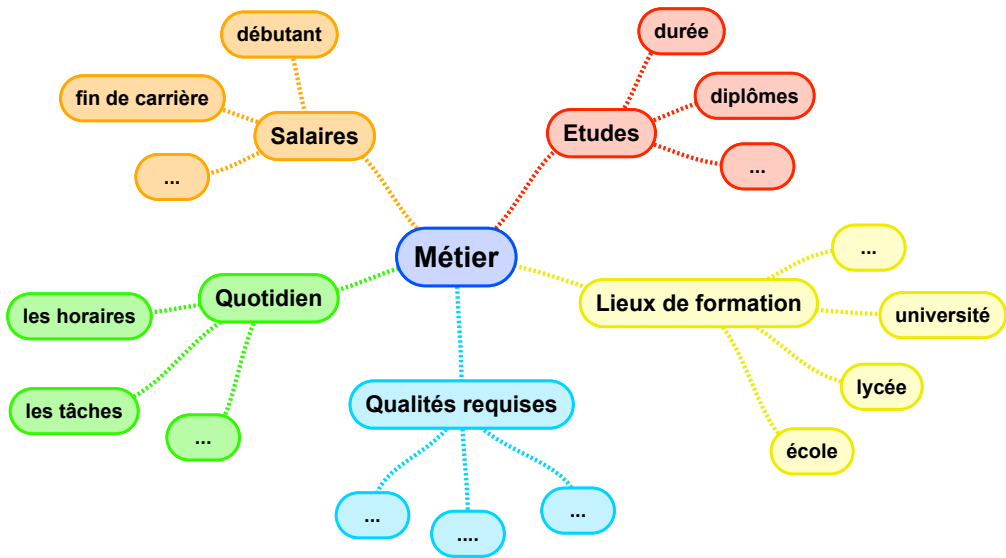 débutant
fin de carrière
Salaires
...
durée
diplômes
Etudes
...
Métier
Quotidien
les horaires
les tâches
...
Lieux de formation
...
université
lycée
école
Qualités requises
...
....
...